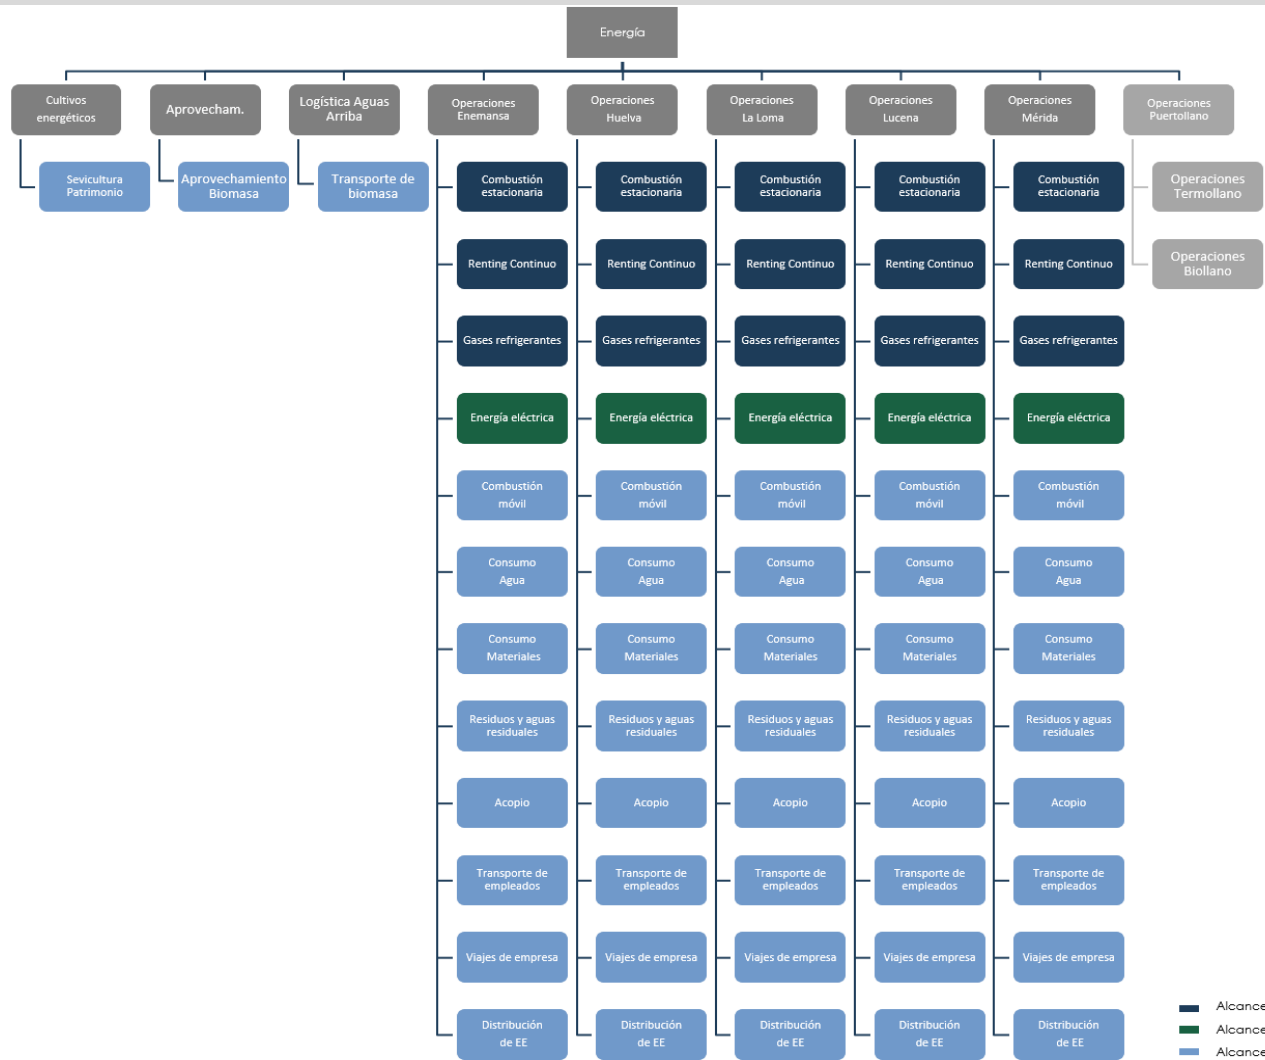 Energía
Cultivos
energéticos
Aprovecham.
Logística Aguas
Arriba
Operaciones
Enemansa
Operaciones
Huelva
Operaciones
La Loma
Operaciones
Lucena
Operaciones
Mérida
Operaciones
Puertollano
Sevicultura
Patrimonio
Aprovechamiento
Biomasa
Transporte de
biomasa
Combustión
estacionaria
Combustión
estacionaria
Combustión
estacionaria
Combustión
estacionaria
Combustión
estacionaria
Operaciones
Termollano
Renting Continuo
Renting Continuo
Renting Continuo
Renting Continuo
Renting Continuo
Operaciones
Biollano
Gases refrigerantes
Gases refrigerantes
Gases refrigerantes
Gases refrigerantes
Gases refrigerantes
Energía eléctrica
Energía eléctrica
Energía eléctrica
Energía eléctrica
Energía eléctrica
Combustión
móvil
Combustión
móvil
Combustión
móvil
Combustión
móvil
Combustión
móvil
Consumo
Agua
Consumo
Agua
Consumo
Agua
Consumo
Agua
Consumo
Agua
Consumo
Materiales
Consumo
Materiales
Consumo
Materiales
Consumo
Materiales
Consumo
Materiales
Residuos y aguas
residuales
Residuos y aguas
residuales
Residuos y aguas
residuales
Residuos y aguas
residuales
Residuos y aguas
residuales
Acopio
Acopio
Acopio
Acopio
Acopio
Transporte de
empleados
Transporte de
empleados
Transporte de
empleados
Transporte de
empleados
Transporte de
empleados
Viajes de empresa
Viajes de empresa
Viajes de empresa
Viajes de empresa
Viajes de empresa
Distribución
de EE
Distribución
de EE
Distribución
de EE
Distribución
de EE
Distribución
de EE
Alcance
Alcance
Alcance